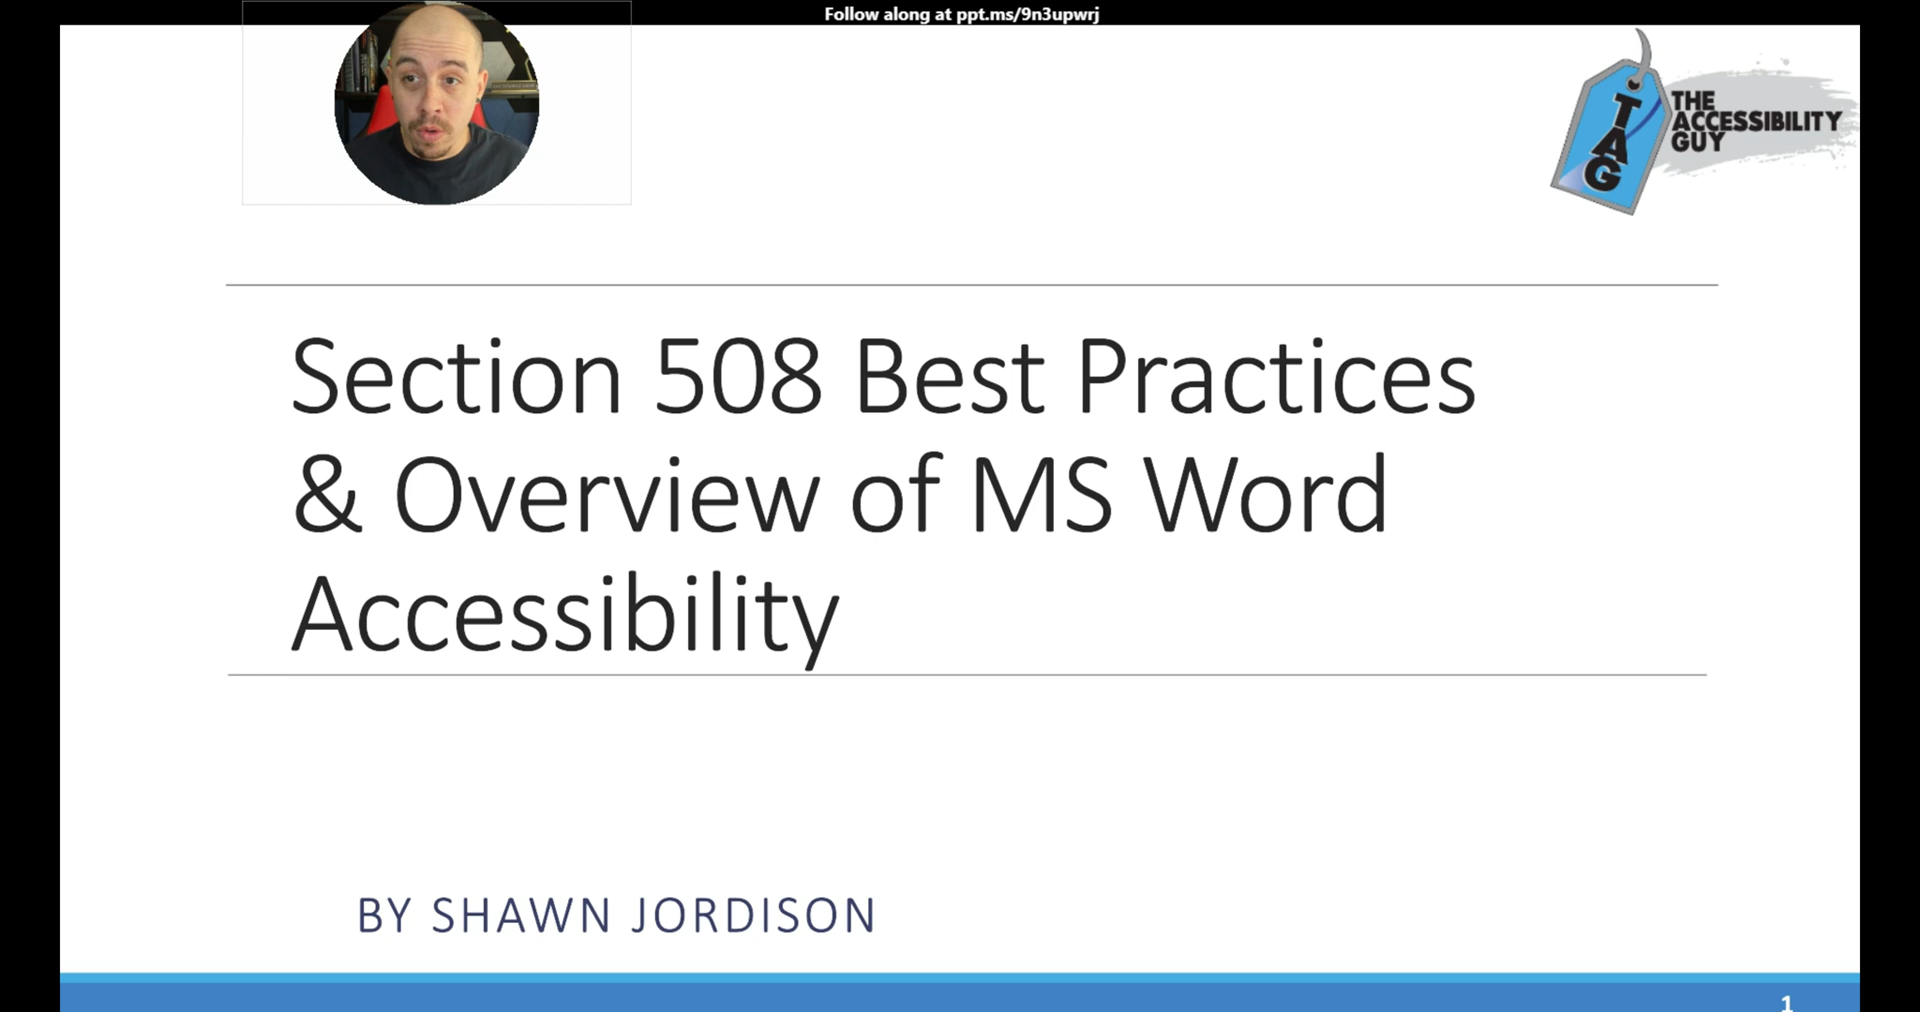 Follow along at ppt.ms/9n3upwrj
TAG
THE
ACCESSIBILITY
GUY
Section 508 Best Practices
& Overview of MS Word
Accessibility
BY SHAWN JORDISON
1